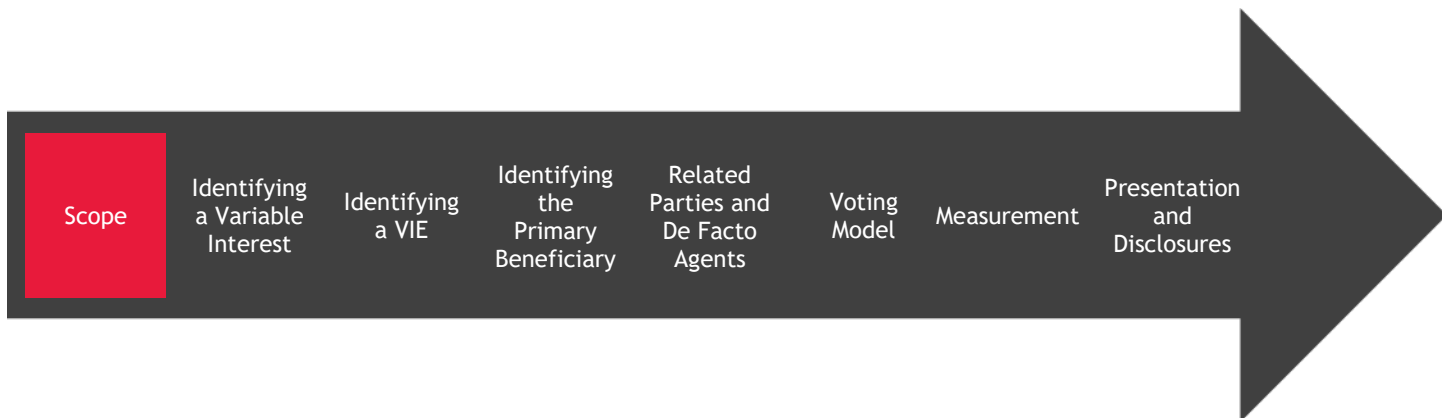 Scope
Identifying
a Variable
Interest
Identifying
a VIE
Identifying
the
Primary
Beneficiary
Related
Parties and
De Facto
Agents
Voting
Model
Measurement
Presentation
and
Disclosures